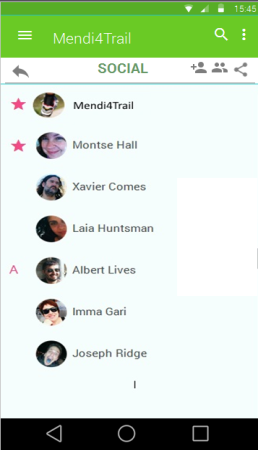 15:45
Mendi4Trail
SOCIAL
Mendi4Trail
Montse Hall
Xavier Comes
Laia Huntsman
A Albert Lives
Imma Gari
Joseph Ridge
I